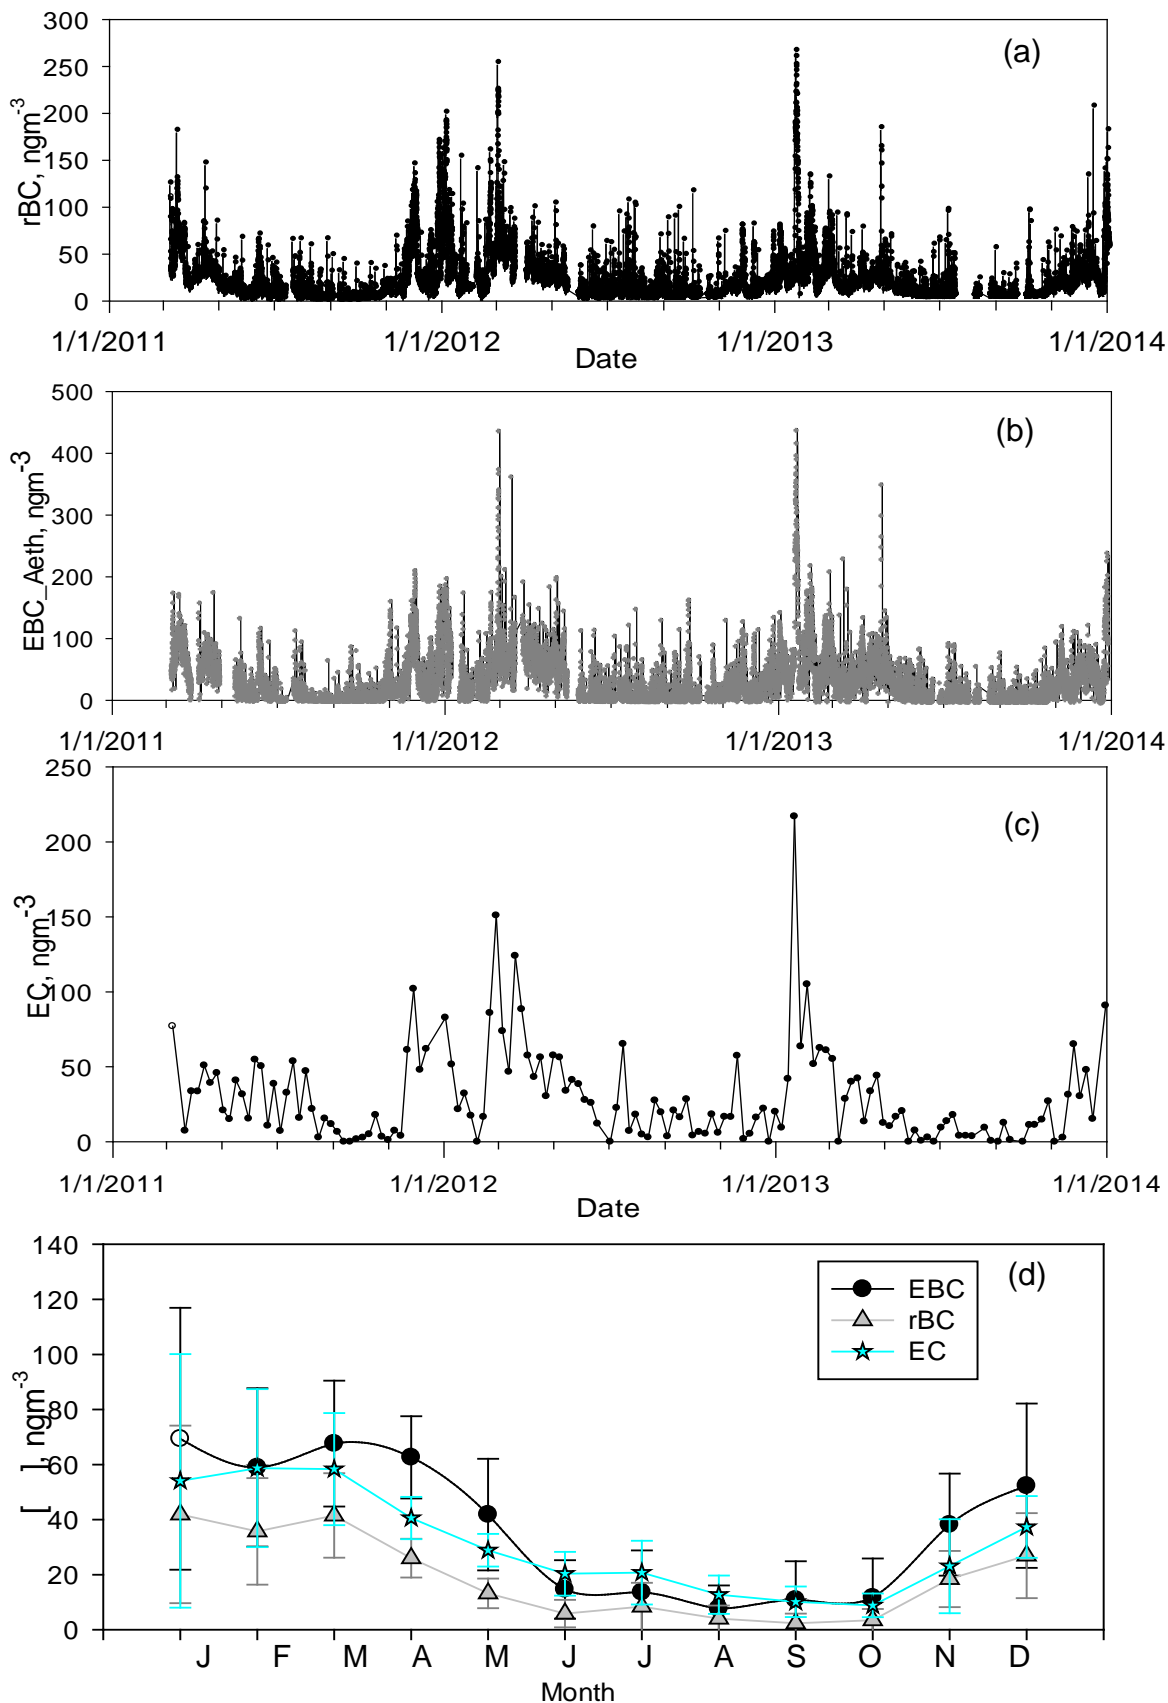 300
250
200
150
100
50
0
rBC, ngm-3
(a)
1/1/2011
1/1/2012
1/1/2013
1/1/2014
Date
500
400
300
200
100
0
EBC_Aeth, ngm-3
(b)
1/1/2011
1/1/2012
1/1/2013
1/1/2014
250
200
150
100
50
0
EC, ngm-3
(c)
1/1/2011
1/1/2012
1/1/2013
1/1/2014
Date
140
120
100
80
60
40
20
0
[ ], ngm-3
(d)
EBC
rBC
EC
J F M A M J J A S O N D
Month